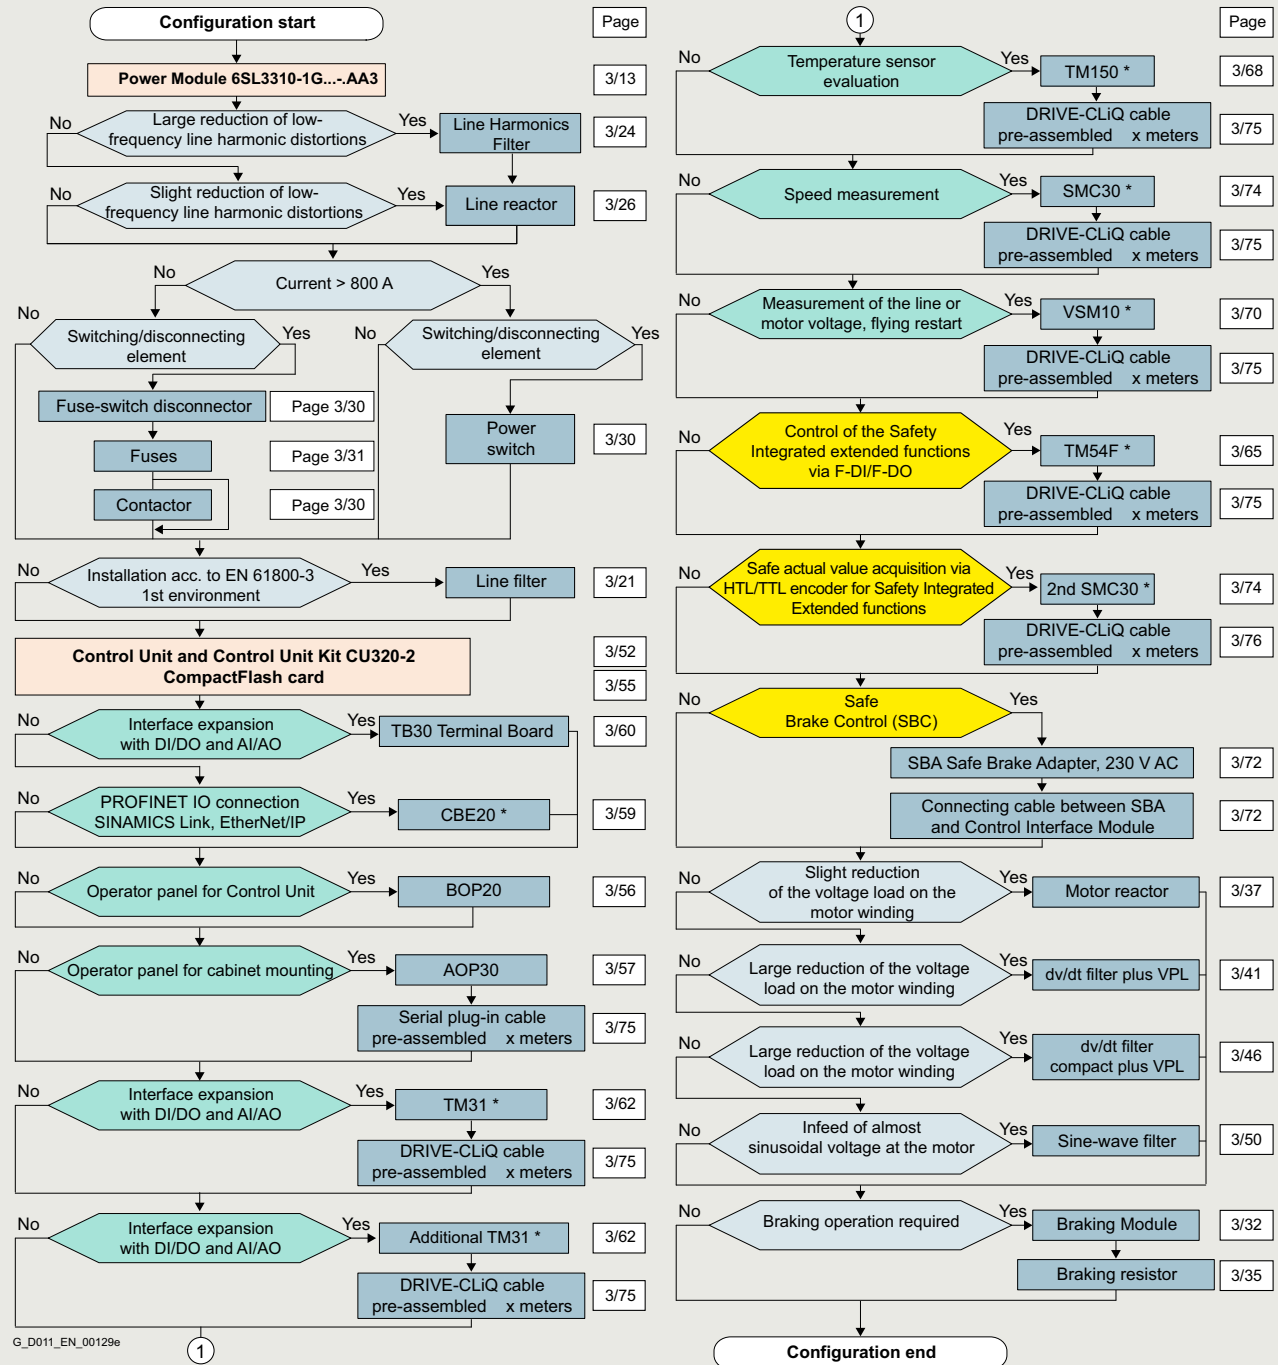 Configuration start
Page
Power Module 6SL3310-1G...-.AA3
3/13
No
Large reduction of low-
frequency line harmonic distortions
Yes
Line Harmonics
Filter
3/24
No
Slight reduction of low-
frequency line harmonic distortions
Yes
Line reactor
3/26
No
Current > 800 A
Yes
No
Switching/disconnecting
element
Yes
No
Switching/disconnecting
element
Yes
Fuse-switch disconnector
Page 3/30
Power
switch
3/30
Fuses
Page 3/31
Contactor
Page 3/30
No
Installation acc. to EN 61800-3
1st environment
Yes
Line filter
3/21
Control Unit and Control Unit Kit CU320-2
CompactFlash card
3/52
3/55
No
Interface expansion
with DI/DO and AI/AO
Yes
TB30 Terminal Board
3/60
No
PROFINET IO connection
SINAMICS Link, EtherNet/IP
Yes
CBE20 *
3/59
No
Operator panel for Control Unit
Yes
BOP20
3/56
No
Operator panel for cabinet mounting
Yes
AOP30
3/57
Serial plug-in cable
pre-assembled x meters
3/75
No
Interface expansion
with DI/DO and AI/AO
Yes
TM31 *
3/62
DRIVE-CLiQ cable
pre-assembled x meters
3/75
No
Interface expansion
with DI/DO and AI/AO
Yes
Additional TM31 *
3/62
DRIVE-CLiQ cable
pre-assembled x meters
3/75
G_D011_EN_00129e
1
1
Page
No
Temperature sensor
evaluation
Yes
TM150 *
3/68
DRIVE-CLiQ cable
pre-assembled x meters
3/75
No
Speed measurement
Yes
SMC30 *
3/74
DRIVE-CLiQ cable
pre-assembled x meters
3/75
No
Measurement of the line or
motor voltage, flying restart
Yes
VSM10 *
3/70
DRIVE-CLiQ cable
pre-assembled x meters
3/75
No
Control of the Safety
Integrated extended functions
via F-DI/F-DO
Yes
TM54F *
3/65
DRIVE-CLiQ cable
pre-assembled x meters
3/75
No
Safe actual value acquisition via
HTL/TTL encoder for Safety Integrated
Extended functions
Yes
2nd SMC30 *
3/74
DRIVE-CLiQ cable
pre-assembled x meters
3/76
No
Safe
Brake Control (SBC)
Yes
SBA Safe Brake Adapter, 230 V AC
3/72
Connecting cable between SBA
and Control Interface Module
3/72
No
Slight reduction
of the voltage load on the
motor winding
Yes
Motor reactor
3/37
No
Large reduction of the voltage
load on the motor winding
Yes
dv/dt filter plus VPL
3/41
No
Large reduction of the voltage
load on the motor winding
Yes
dv/dt filter
compact plus VPL
3/46
No
Infeed of almost
sinusoidal voltage at the motor
Yes
Sine-wave filter
3/50
No
Braking operation required
Yes
Braking Module
3/32
Braking resistor
3/35
Configuration end